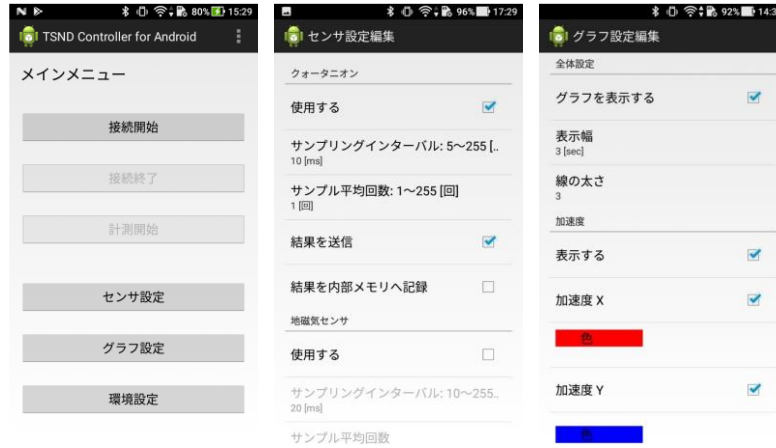 80% 15:29
TSND Controller for Android
メインメニュー
接続開始
接続終了
計測開始
センサ設定
グラフ設定
環境設定
96% 17:29
センサ設定編集
クォータニオン
使用する
サンプリングインターバル: 5～255 [..
10 [ms]
サンプル平均回数: 1～255 [回]
1 [回]
結果を送信
結果を内部メモリへ記録
地磁気センサ
使用する
サンプリングインターバル: 10～255..
20 [ms]
サンプル平均回数
92% 14:3
グラフ設定編集
全体設定
グラフを表示する
表示幅
3 [sec]
線の太さ
3
加速度
表示する
加速度 X
色
加速度 Y
色